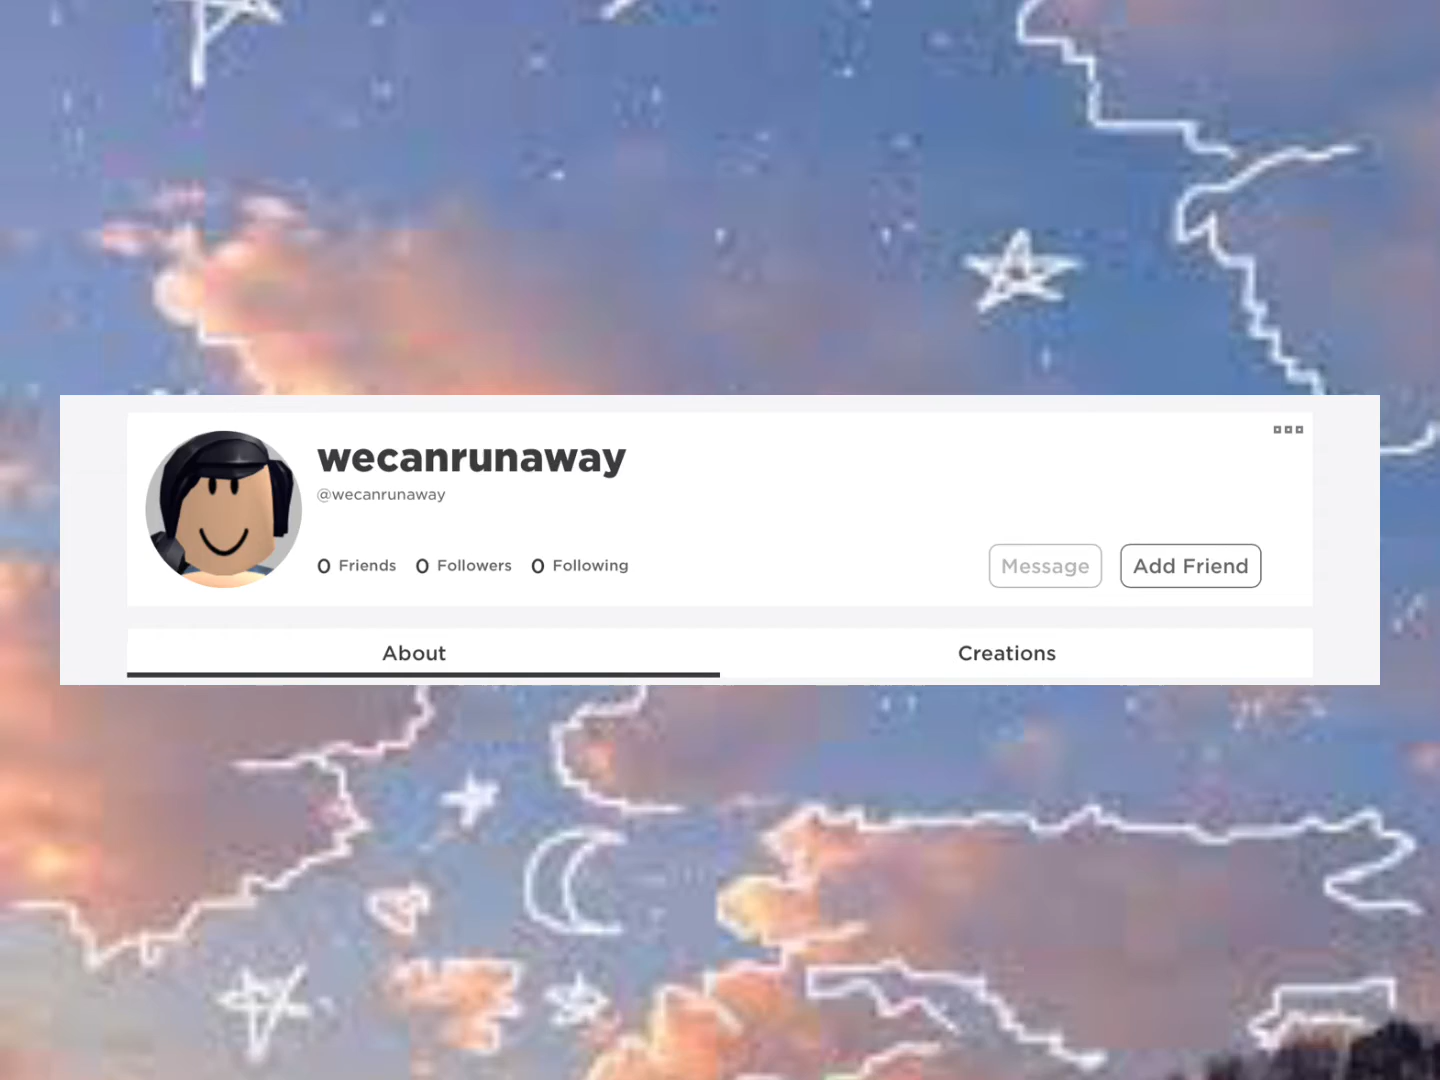 wecanrunaway
@wecanrunaway
0 Friends 0 Followers 0 Following
Message Add Friend
About Creations